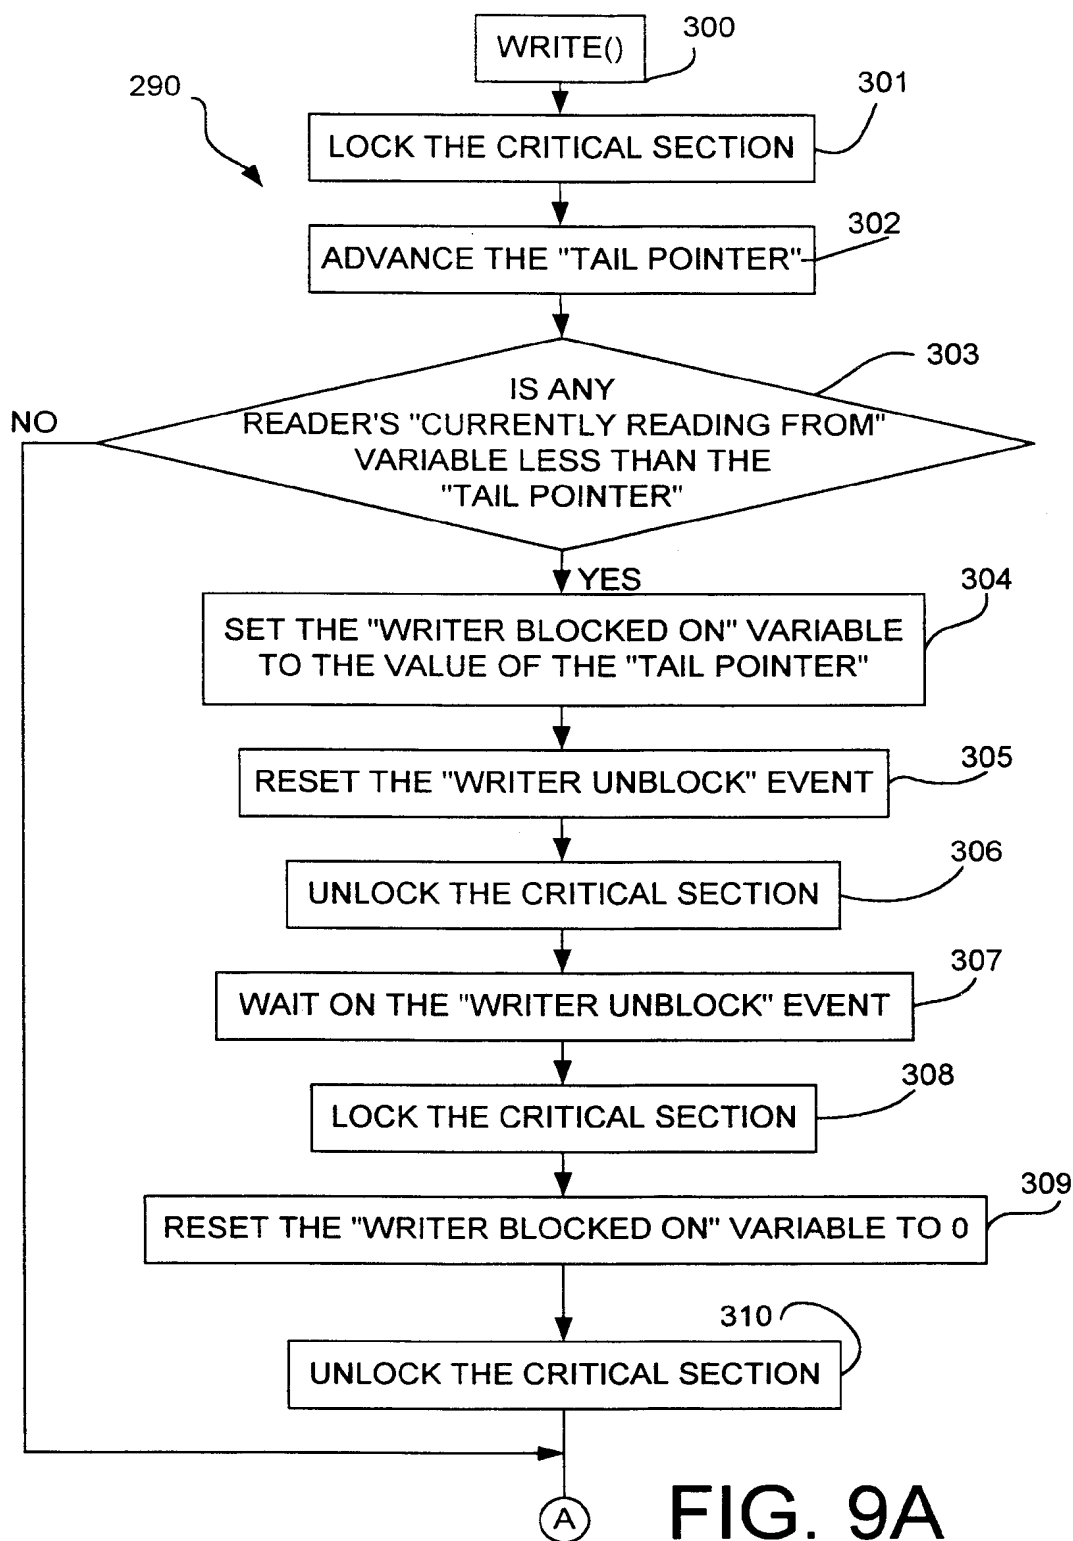 WRITE()
300
290
301
LOCK THE CRITICAL SECTION
302
ADVANCE THE "TAIL POINTER"
303
NO
IS ANY
READER'S "CURRENTLY READING FROM"
VARIABLE LESS THAN THE
"TAIL POINTER"
YES
304
SET THE "WRITER BLOCKED ON" VARIABLE
TO THE VALUE OF THE "TAIL POINTER"
305
RESET THE "WRITER UNBLOCK" EVENT
306
UNLOCK THE CRITICAL SECTION
307
WAIT ON THE "WRITER UNBLOCK" EVENT
308
LOCK THE CRITICAL SECTION
309
RESET THE "WRITER BLOCKED ON" VARIABLE TO 0
310
UNLOCK THE CRITICAL SECTION
A
FIG. 9A